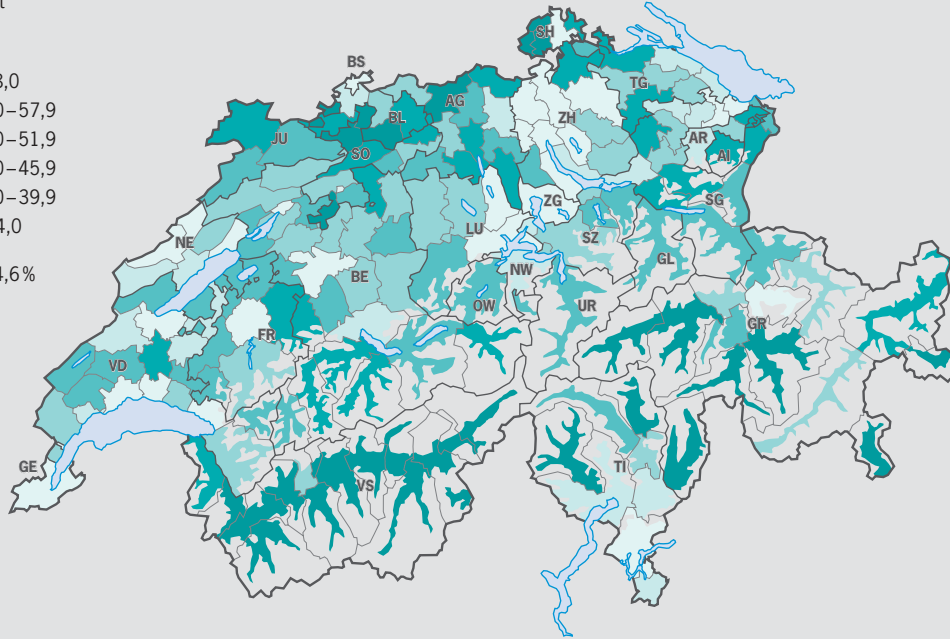 8,0
0–57,9
0–51,9
0–45,9
0–39,9
4,0
4,6%
SH
BS
TG
AG
BL
ZH
JU
AR
SO
AI
SG
ZG
LU
NE
SZ
GL
NW
BE
OW
UR
GR
FR
VD
GE
TI
VS